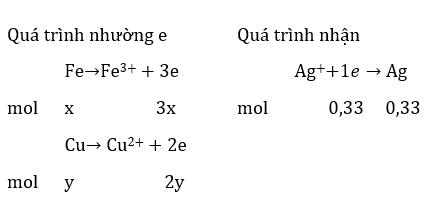 Quá trình nhường e Quá trình nhận
Fe→Fe³⁺ + 3e Ag⁺+1e → Ag
mol x 3x mol 0,33 0,33
Cu→ Cu²⁺ + 2e
mol y 2y